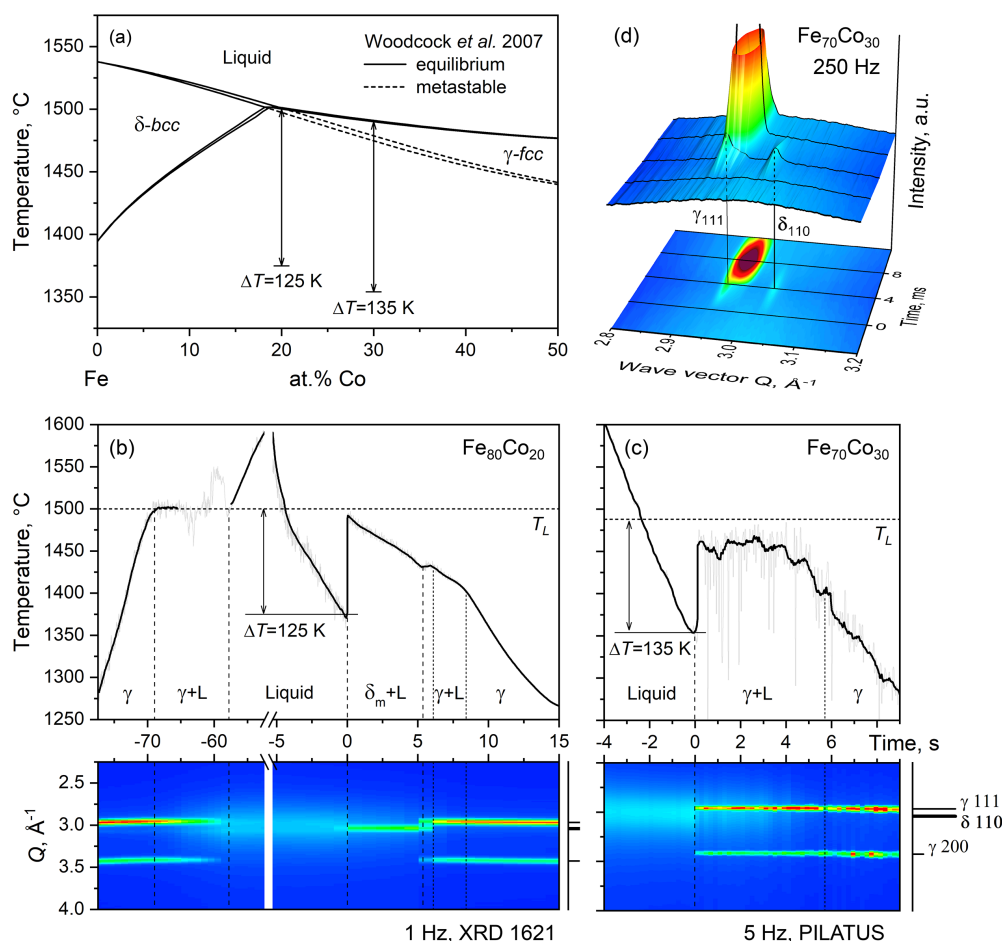 (a)
Woodcock et al. 2007
equilibrium
metastable
Liquid
δ-bcc
γ-fcc
ΔT=125 K
ΔT=135 K
Temperature, °C
1550
1500
1450
1400
1350
0 10 20 30 40 50
Fe
at.% Co
(d)
Fe70Co30
250 Hz
Intensity, a.u.
γ111
δ110
8
4
0
Time, ms
2.8 2.9 3.0 3.1 3.2
Wave vector Q, Å-1
(b)
Fe80Co20
Temperature, °C
1600
1550
1500
1450
1400
1350
1300
1250
TL
ΔT=125 K
γ γ+L Liquid δm+L γ+L γ
-70 -60 -5 0 5 10 15
(c)
Fe70Co30
TL
ΔT=135 K
Liquid γ+L γ
-4 -2 0 2 4 6 8
Time, s
Q, Å-1
2.5
3.0
3.5
4.0
γ 111
δ 110
γ 200
1 Hz, XRD 1621
5 Hz, PILATUS